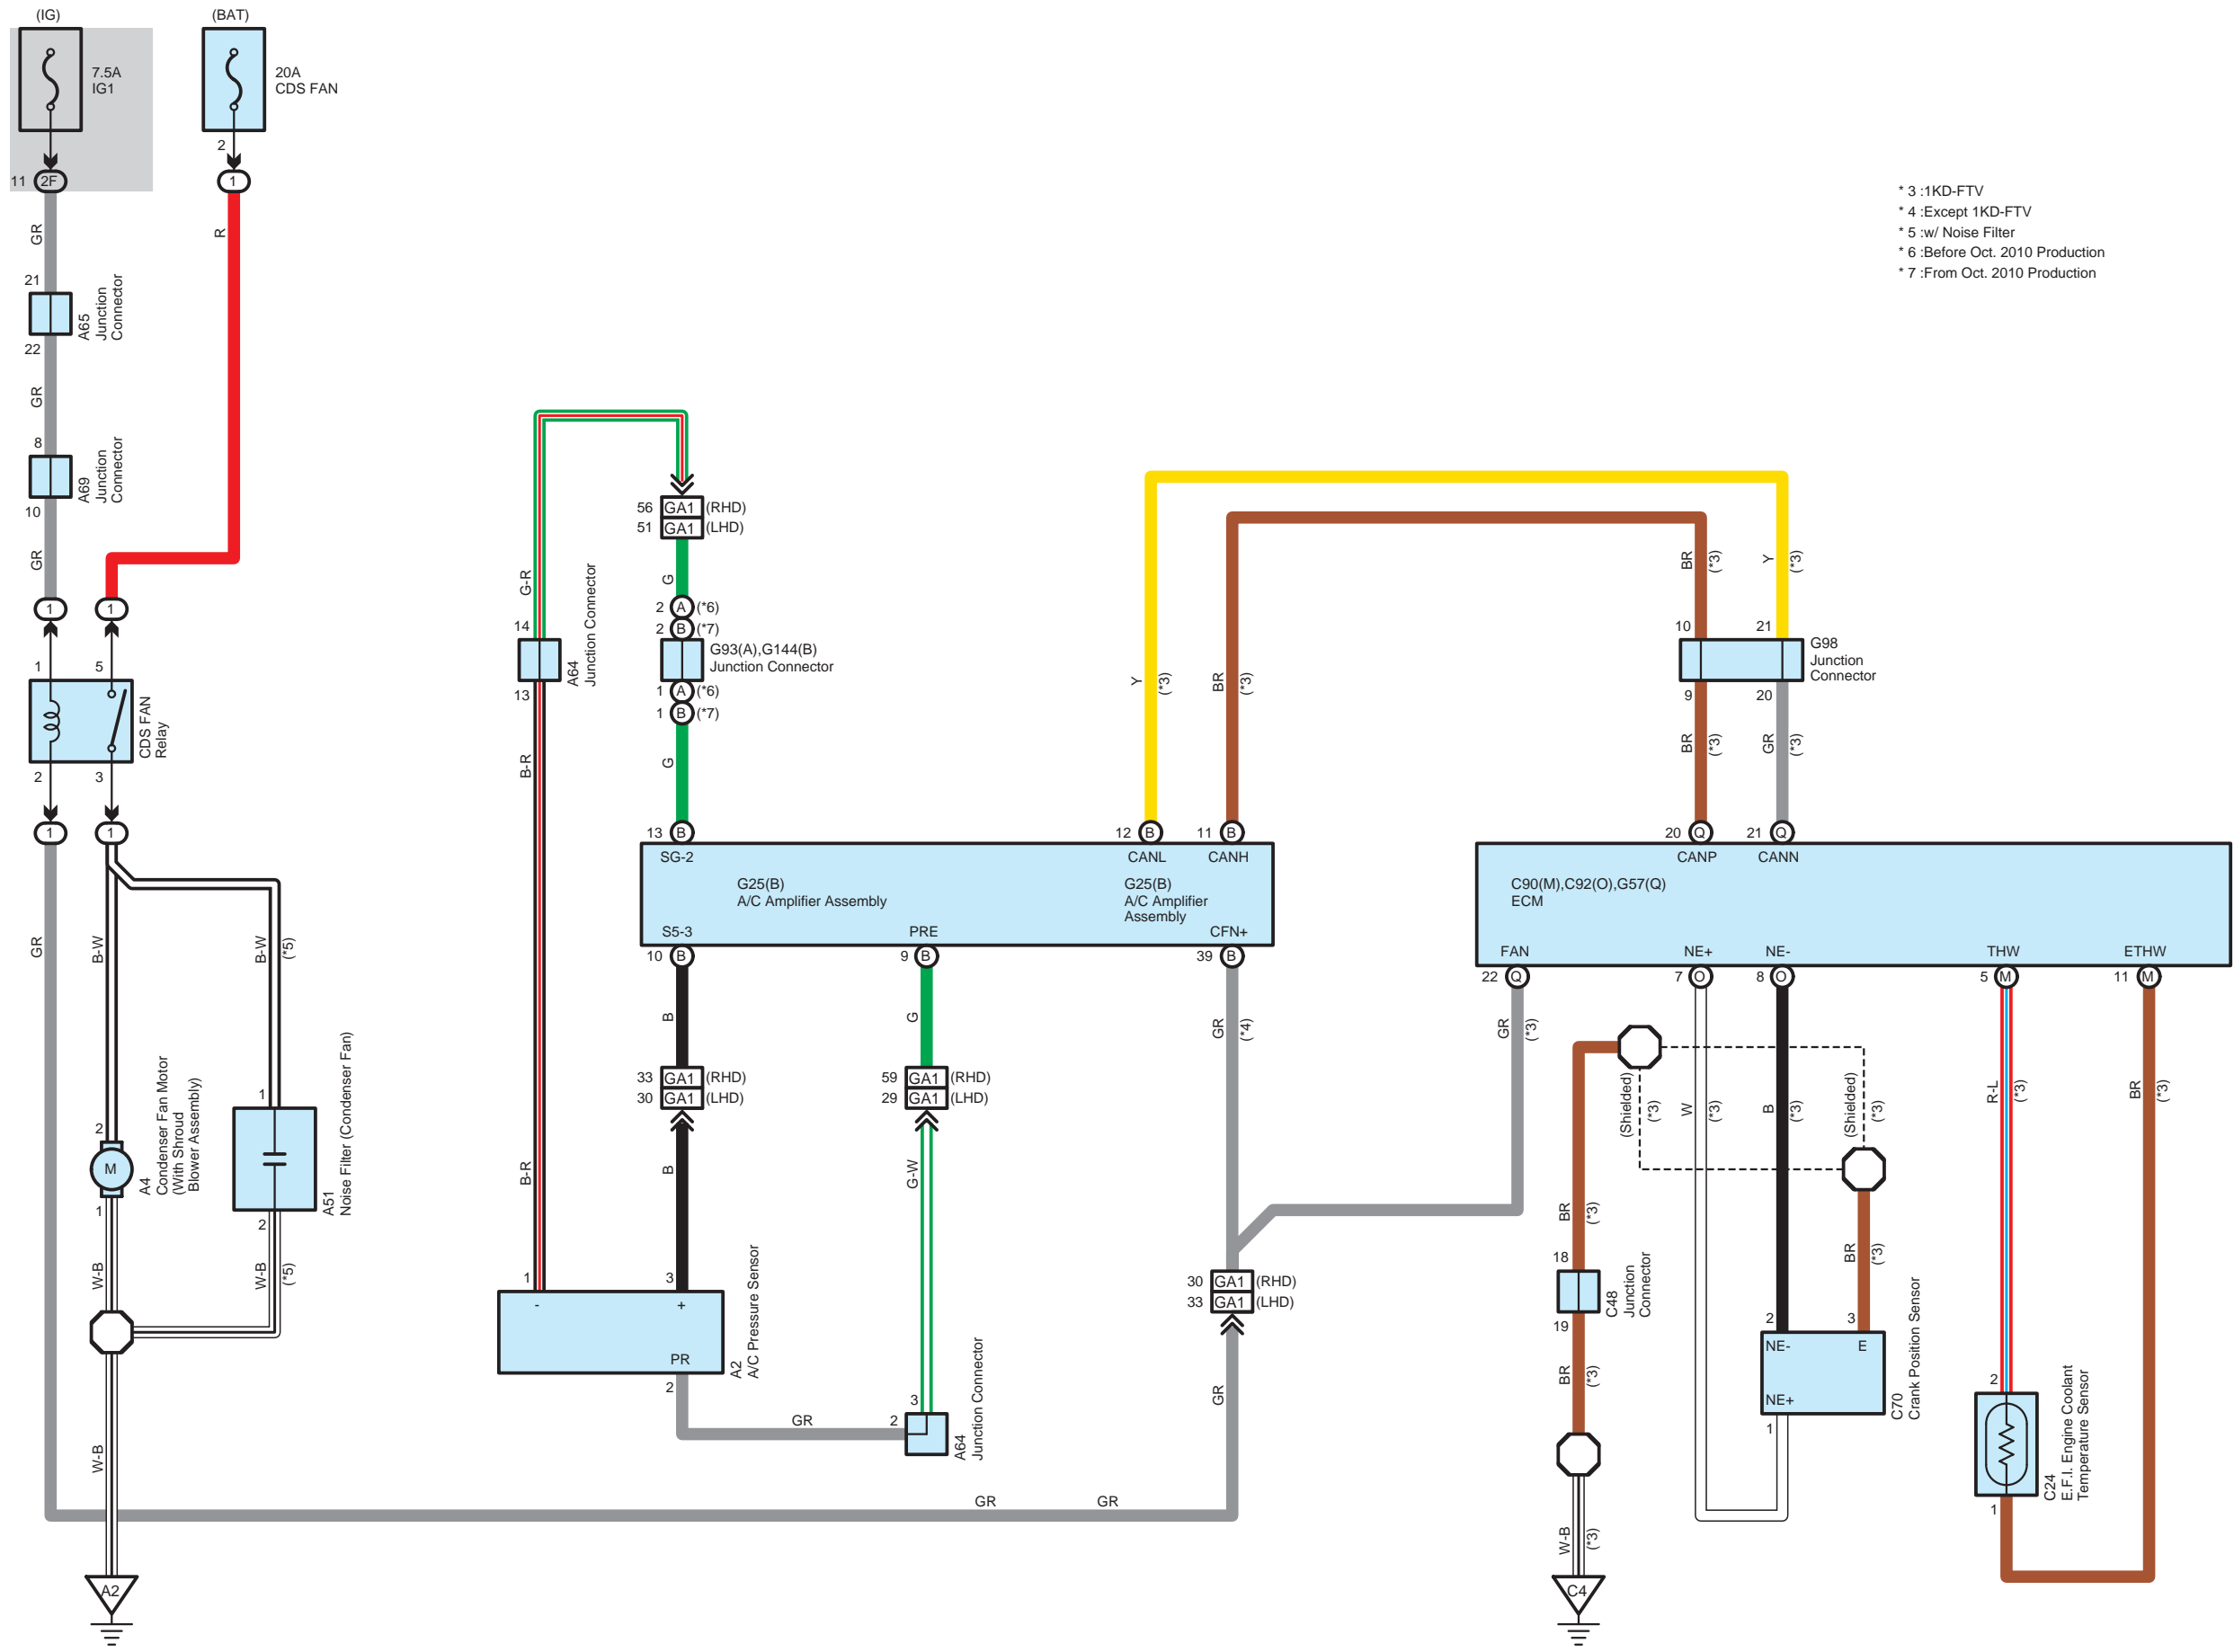 (IG)
(BAT)
7.5A
IG1
20A
CDS FAN
2
11
2F
1
* 3 :1KD-FTV
* 4 :Except 1KD-FTV
* 5 :w/ Noise Filter
* 6 :Before Oct. 2010 Production
* 7 :From Oct. 2010 Production
GR
R
21
A65
Junction
Connector
22
GR
8
A69
Junction
Connector
10
GR
1
1
1
5
CDS FAN
Relay
2
3
1
1
GR
B-W
B-W
(*5)
2
M
1
A4
Condenser Fan Motor
(With Shroud
Blower Assembly)
1
2
A51
Noise Filter (Condenser Fan)
W-B
W-B
(*5)
W-B
A2
56 GA1 (RHD)
51 GA1 (LHD)
G-R
G
14
13
A64
Junction Connector
2 A (*6)
2 B (*7)
G93(A),G144(B)
Junction Connector
1 A (*6)
1 B (*7)
B-R
G
Y
(*3)
BR
(*3)
BR
(*3)
Y
(*3)
10
21
G98
Junction
Connector
9
20
BR
(*3)
GR
(*3)
13 B
12 B
11 B
20 Q
21 Q
SG-2
CANL
CANH
CANP
CANN
G25(B)
A/C Amplifier Assembly
G25(B)
A/C Amplifier
Assembly
C90(M),C92(O),G57(Q)
ECM
S5-3
PRE
CFN+
FAN
NE+
NE-
THW
ETHW
10 B
9 B
39 B
22 Q
7 O
8 O
5 M
11 M
B
G
GR
(*4)
GR
(*3)
33 GA1 (RHD)
30 GA1 (LHD)
59 GA1 (RHD)
29 GA1 (LHD)
B-R
B
G-W
1
3
-
+
PR
2
A2
A/C Pressure Sensor
GR
3
2
A64
Junction Connector
30 GA1 (RHD)
33 GA1 (LHD)
GR
GR
GR
(Shielded)
(*3)
W
(*3)
B
(*3)
(Shielded)
(*3)
R-L
(*3)
BR
(*3)
BR
(*3)
18
19
C48
Junction
Connector
BR
(*3)
BR
(*3)
2
3
NE-
E
NE+
1
C70
Crank Position Sensor
2
1
C24
E.F.I. Engine Coolant
Temperature Sensor
W-B
(*3)
C4